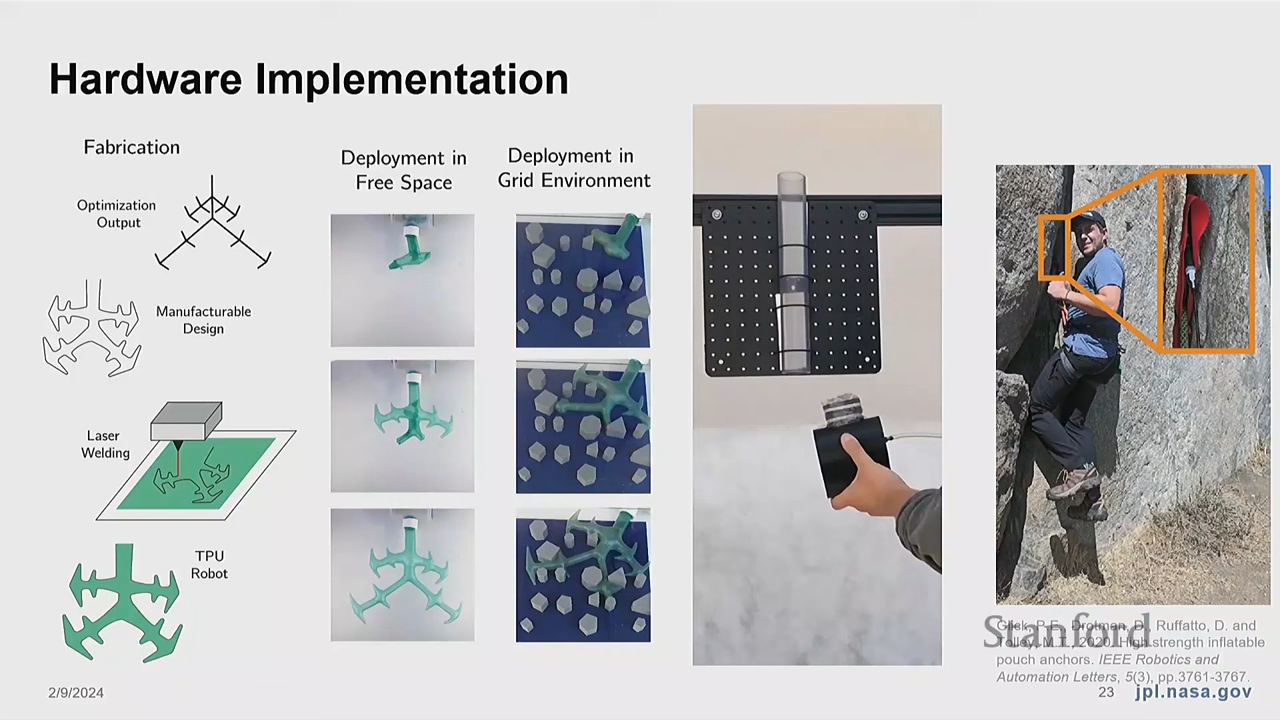 Hardware Implementation
Fabrication
Optimization
Output
Manufacturable
Design
Laser
Welding
TPU
Robot
Deployment in
Free Space
Deployment in
Grid Environment
Stanford
Glick, P.E., Drotman, D., Ruffatto, D. and
Tolley, M.T., 2020. High strength inflatable
pouch anchors. IEEE Robotics and
Automation Letters, 5(3), pp.3761-3767.
2/9/2024
23
jpl.nasa.gov